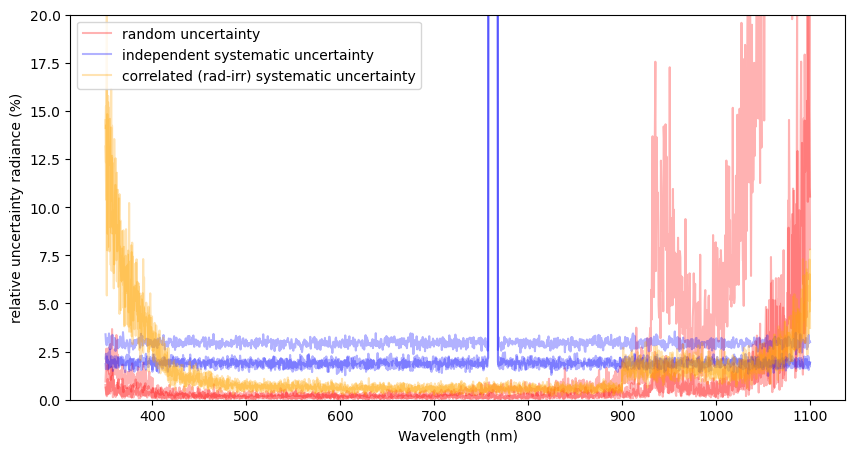 20.0
17.5
15.0
12.5
10.0
7.5
5.0
2.5
0.0
relative uncertainty radiance (%)
random uncertainty
independent systematic uncertainty
correlated (rad-irr) systematic uncertainty
400 500 600 700 800 900 1000 1100
Wavelength (nm)